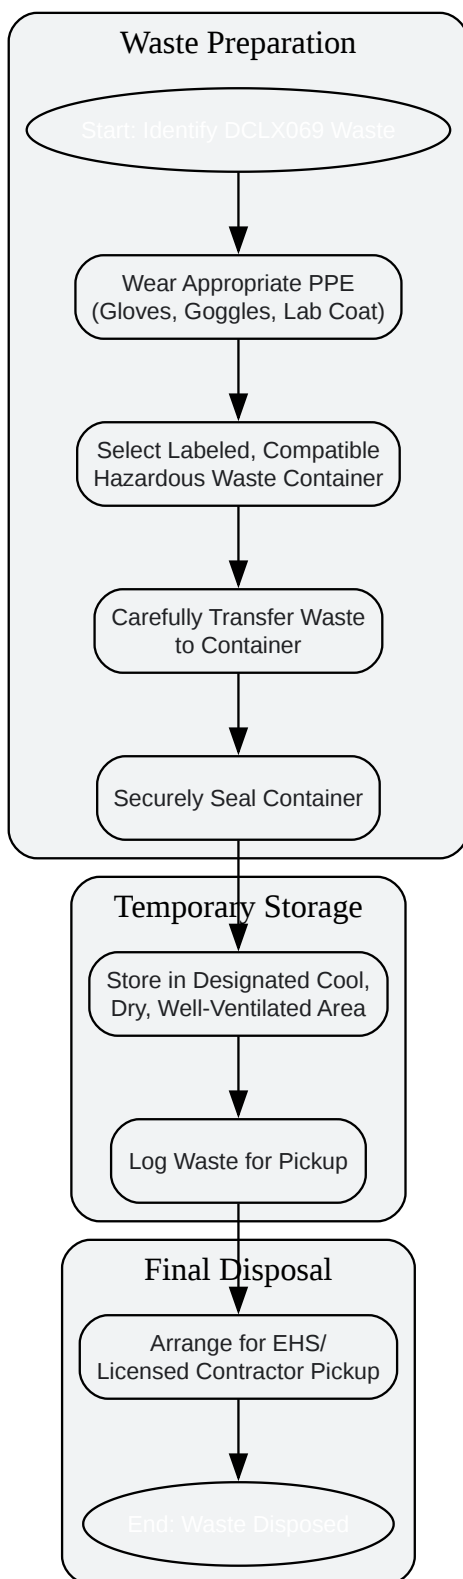 Waste Preparation
Start: Identify DCLX069 Waste
Wear Appropriate PPE
(Gloves, Goggles, Lab Coat)
Select Labeled, Compatible
Hazardous Waste Container
Carefully Transfer Waste
to Container
Securely Seal Container
Temporary Storage
Store in Designated Cool,
Dry, Well-Ventilated Area
Log Waste for Pickup
Final Disposal
Arrange for EHS/
Licensed Contractor Pickup
End: Waste Disposed